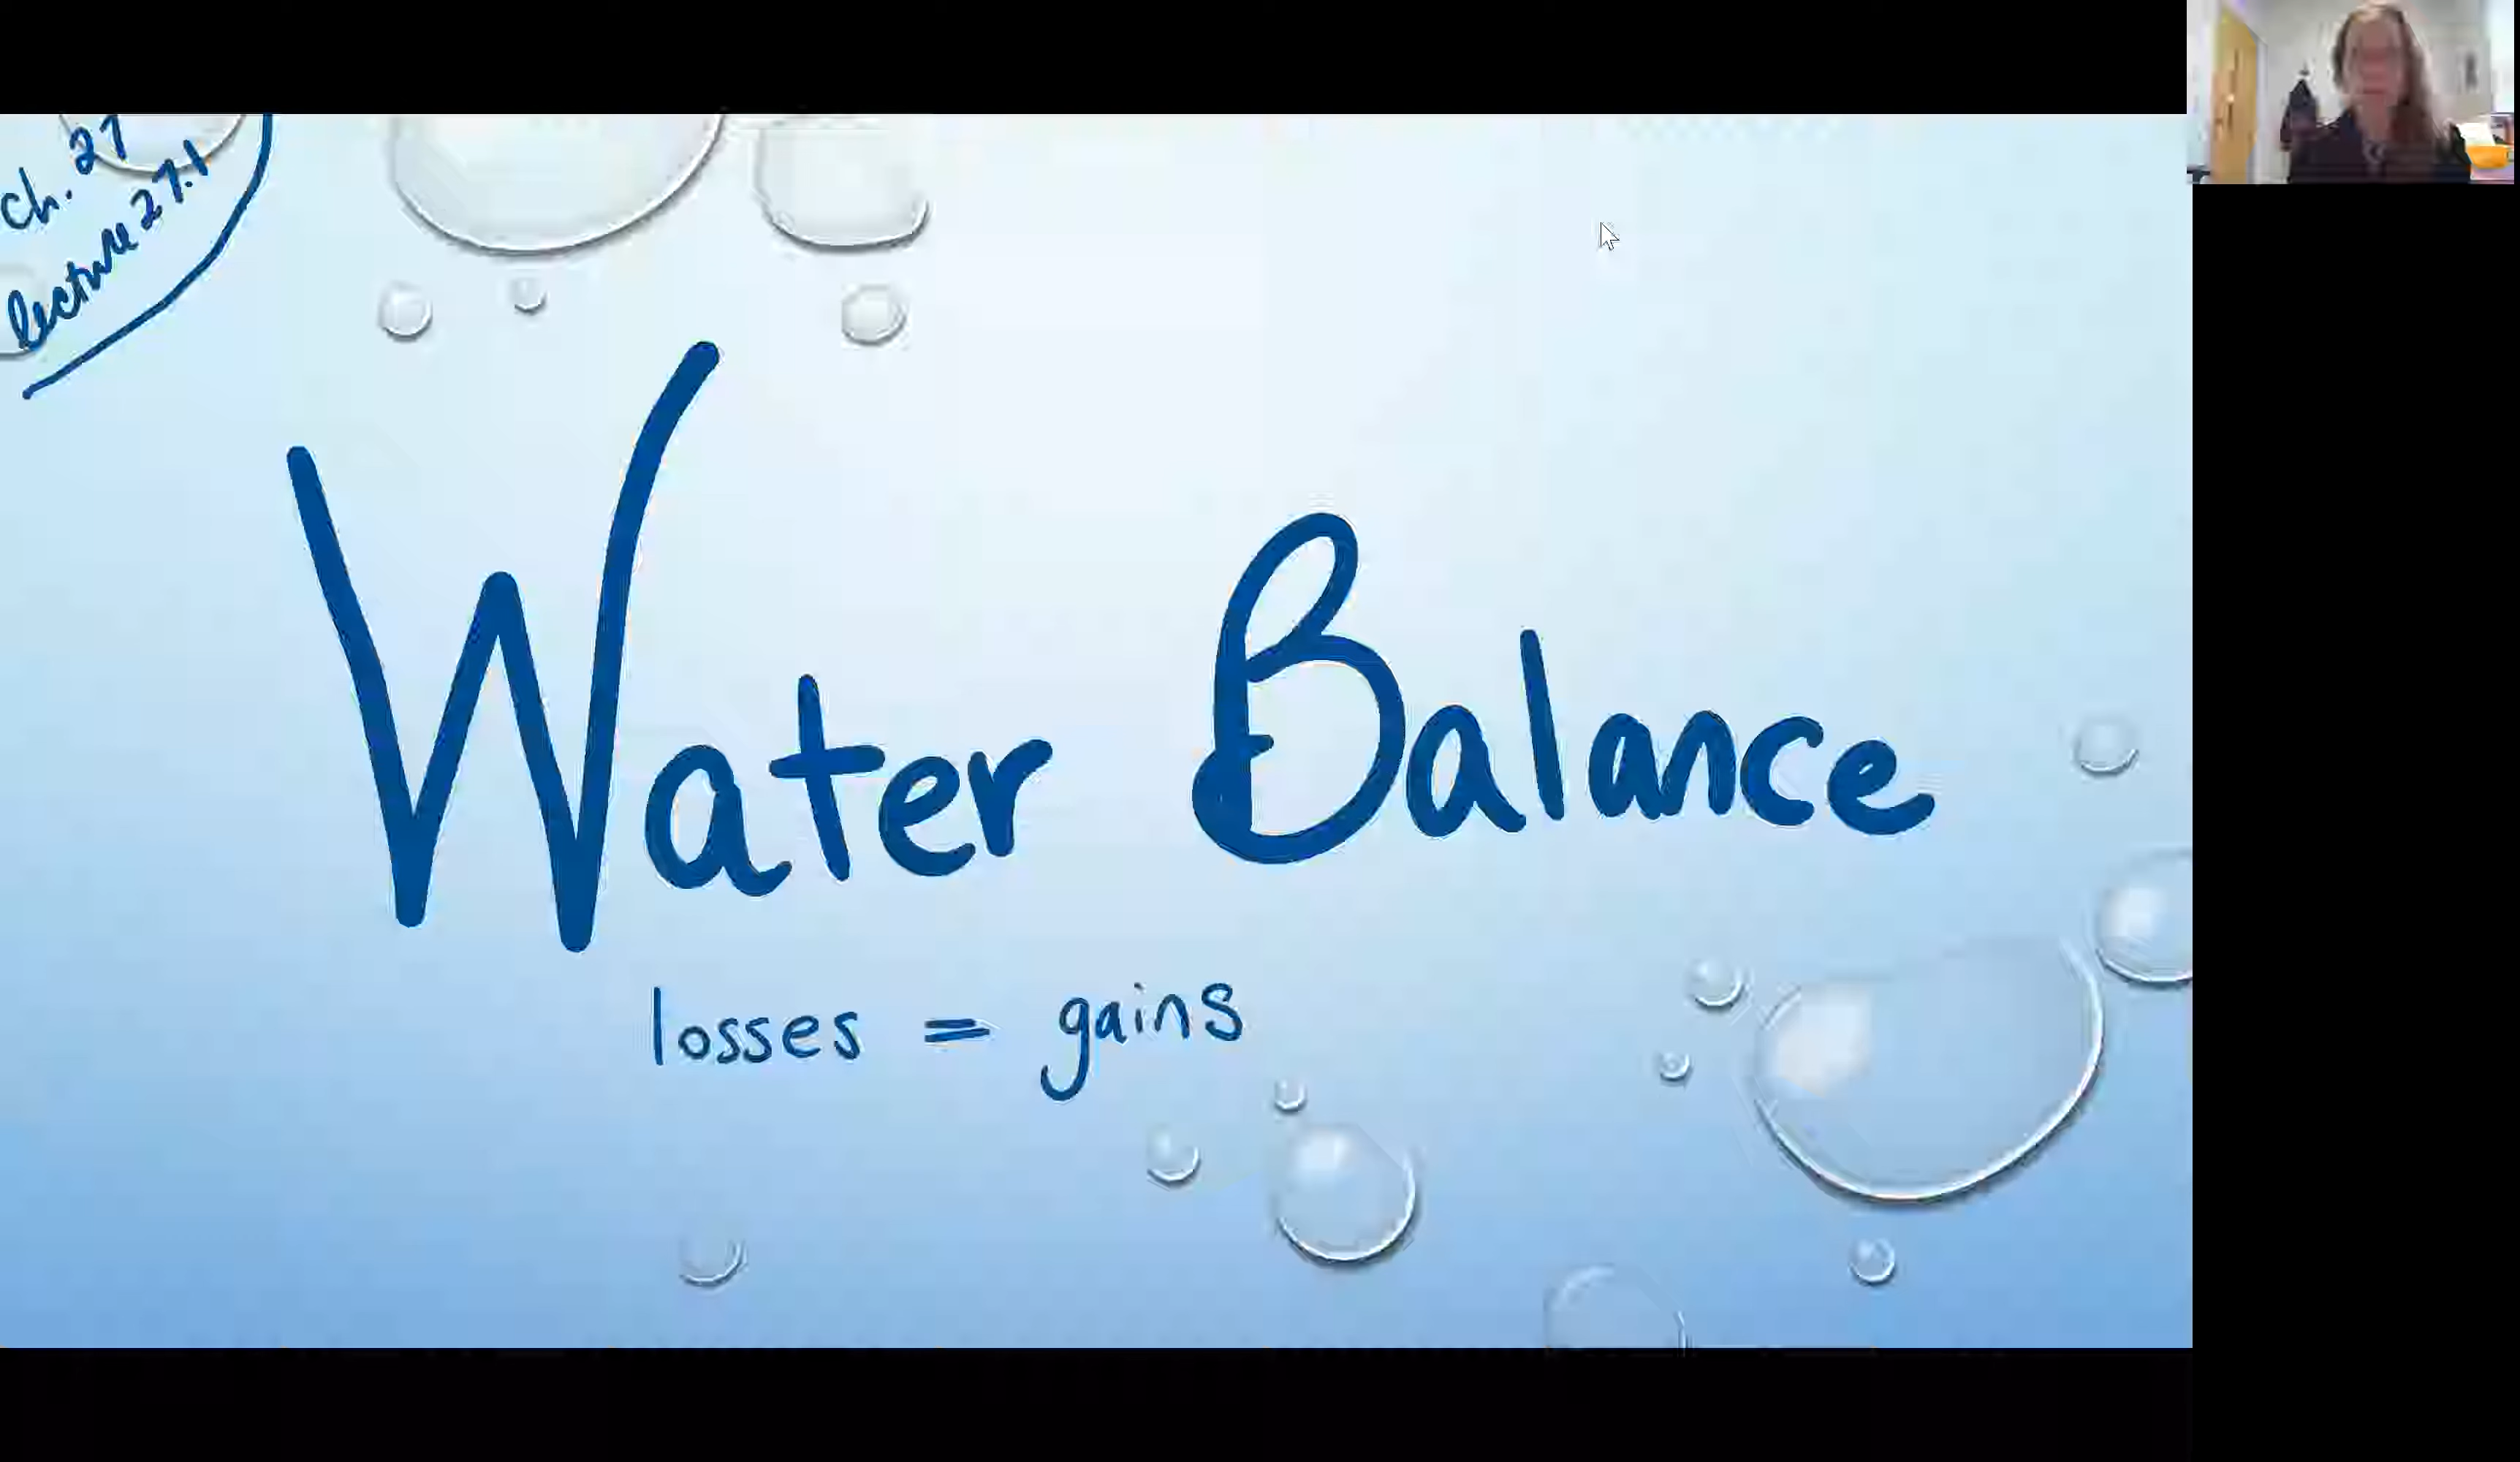 Ch. 27
lecture 27.1
Water Balance
losses = gains